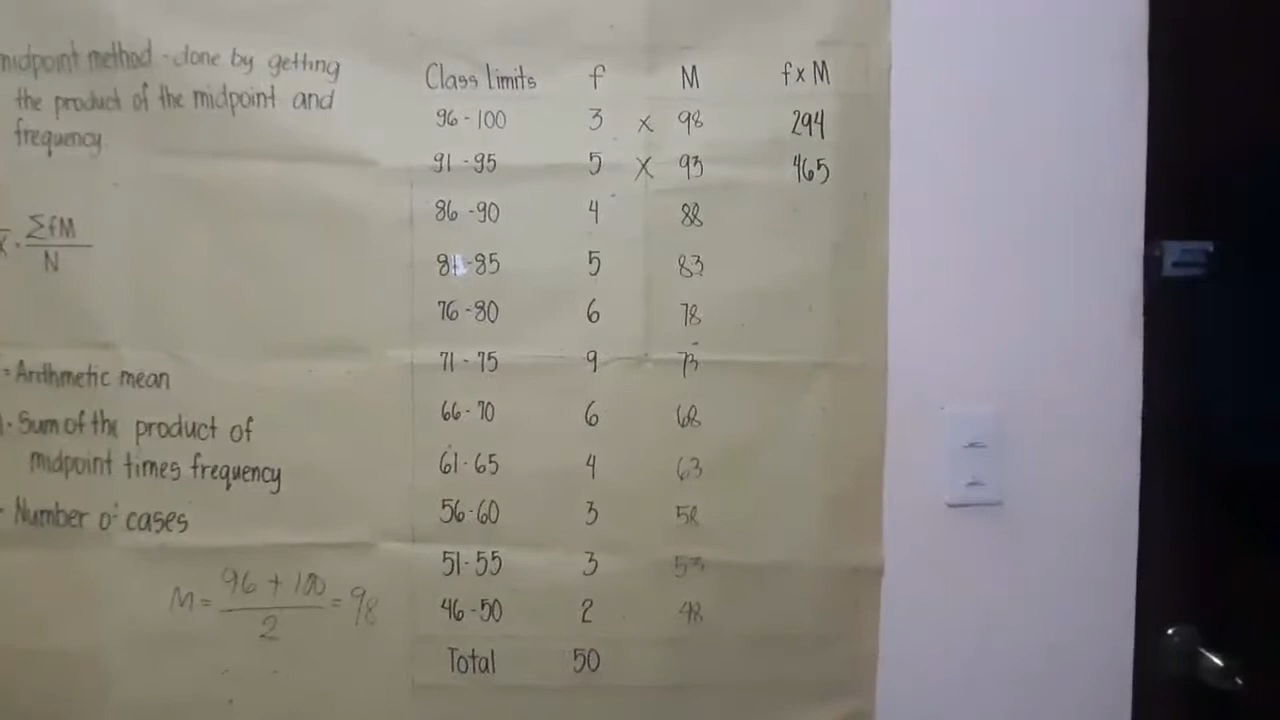 midpoint method - done by getting
the product of the midpoint and
frequency.
X̄ = ΣfM
N
= Arithmetic mean
- Sum of the product of
midpoint times frequency
- Number of cases
M = 96 + 100 = 98
2
Class Limits f M f x M
96 - 100 3 x 98 294
91 - 95 5 x 93 465
86 - 90 4 88
81 - 85 5 83
76 - 80 6 78
71 - 75 9 73
66 - 70 6 68
61 - 65 4 63
56 - 60 3 58
51 - 55 3 53
46 - 50 2 48
Total 50